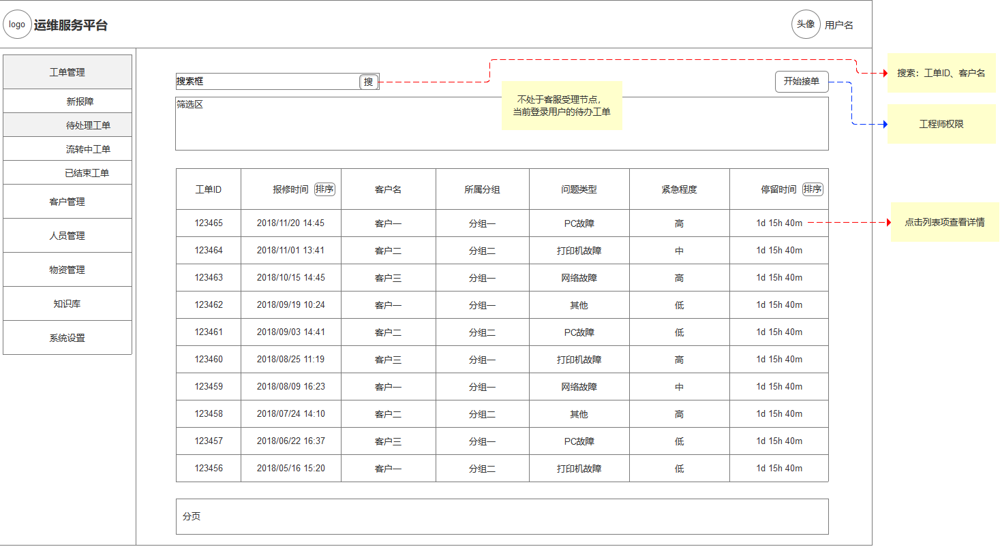 logo 运维服务平台
头像 用户名
工单管理
新报障
待处理工单
流转中工单
已结束工单
客户管理
人员管理
物资管理
知识库
系统设置
搜索框 搜
开始接单
筛选区
不处于客服受理节点，
当前登录用户的待办工单
搜索：工单ID、客户名
工程师权限
工单ID 报修时间 排序 客户名 所属分组 问题类型 紧急程度 停留时间 排序
123465 2018/11/20 14:45 客户一 分组一 PC故障 高 1d 15h 40m
点击列表项查看详情
123464 2018/11/01 13:41 客户二 分组二 打印机故障 中 1d 15h 40m
123463 2018/10/15 14:45 客户三 分组一 网络故障 高 1d 15h 40m
123462 2018/09/19 10:24 客户一 分组一 其他 低 1d 15h 40m
123461 2018/09/03 14:41 客户二 分组二 PC故障 低 1d 15h 40m
123460 2018/08/25 11:19 客户三 分组一 打印机故障 高 1d 15h 40m
123459 2018/08/09 16:23 客户一 分组一 网络故障 中 1d 15h 40m
123458 2018/07/24 14:10 客户二 分组二 其他 高 1d 15h 40m
123457 2018/06/22 16:37 客户三 分组一 PC故障 低 1d 15h 40m
123456 2018/05/16 15:20 客户一 分组二 打印机故障 低 1d 15h 40m
分页